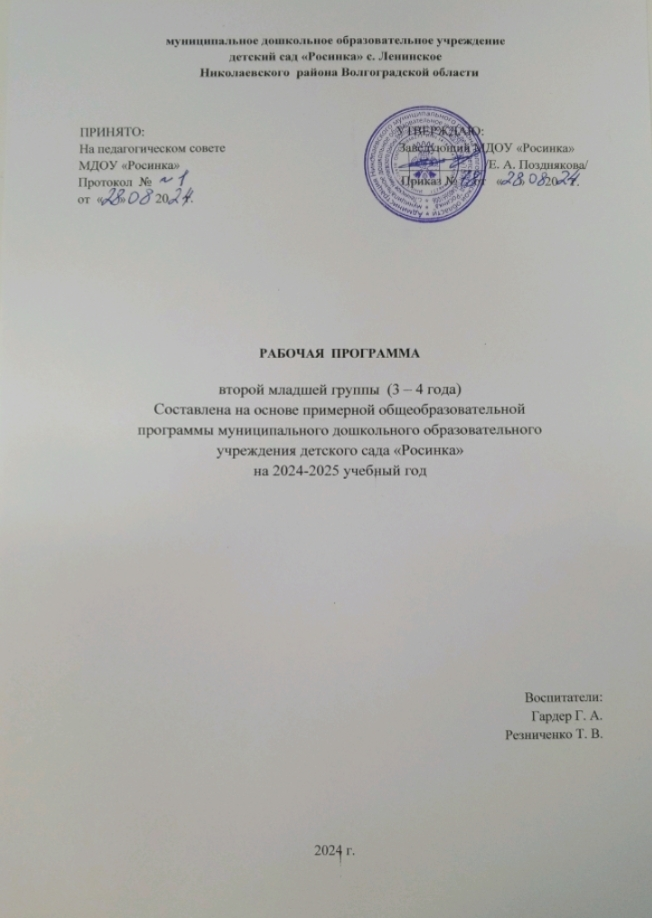 муниципальное дошкольное образовательное учреждение
детский сад «Росинка» с. Ленинское
Николаевского района Волгоградской области
ПРИНЯТО:
На педагогическом совете
МДОУ «Росинка»
Протокол № 1
от «28» 08 2024г.
УТВЕРЖДАЮ:
Заведующий МДОУ «Росинка»
/Е. А. Позднякова/
Приказ № «28» 08 2024г.
РАБОЧАЯ ПРОГРАММА
второй младшей группы (3 – 4 года)
Составлена на основе примерной общеобразовательной
программы муниципального дошкольного образовательного
учреждения детского сада «Росинка»
на 2024-2025 учебный год
Воспитатели:
Гардер Г. А.
Резниченко Т. В.
2024 г.